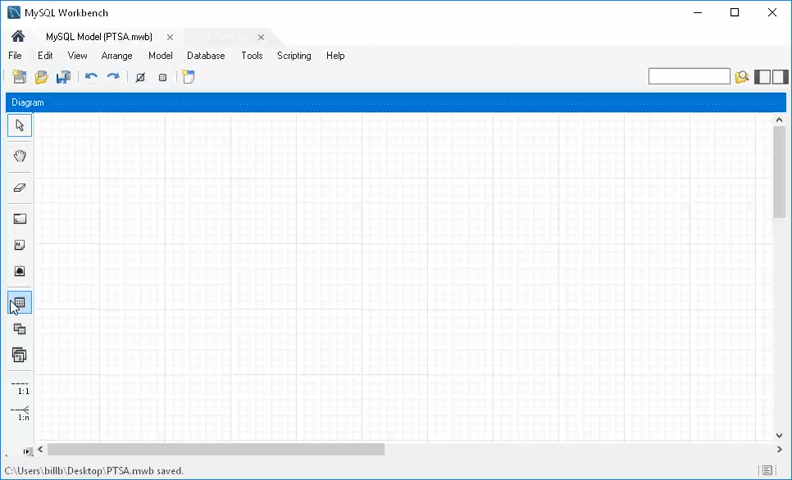 MySQL Workbench
MySQL Model (PTSA.mwb)
File Edit View Arrange Model Database Tools Scripting Help
Diagram
1:1
1:n
C:\Users\billb\Desktop\PTSA.mwb saved.